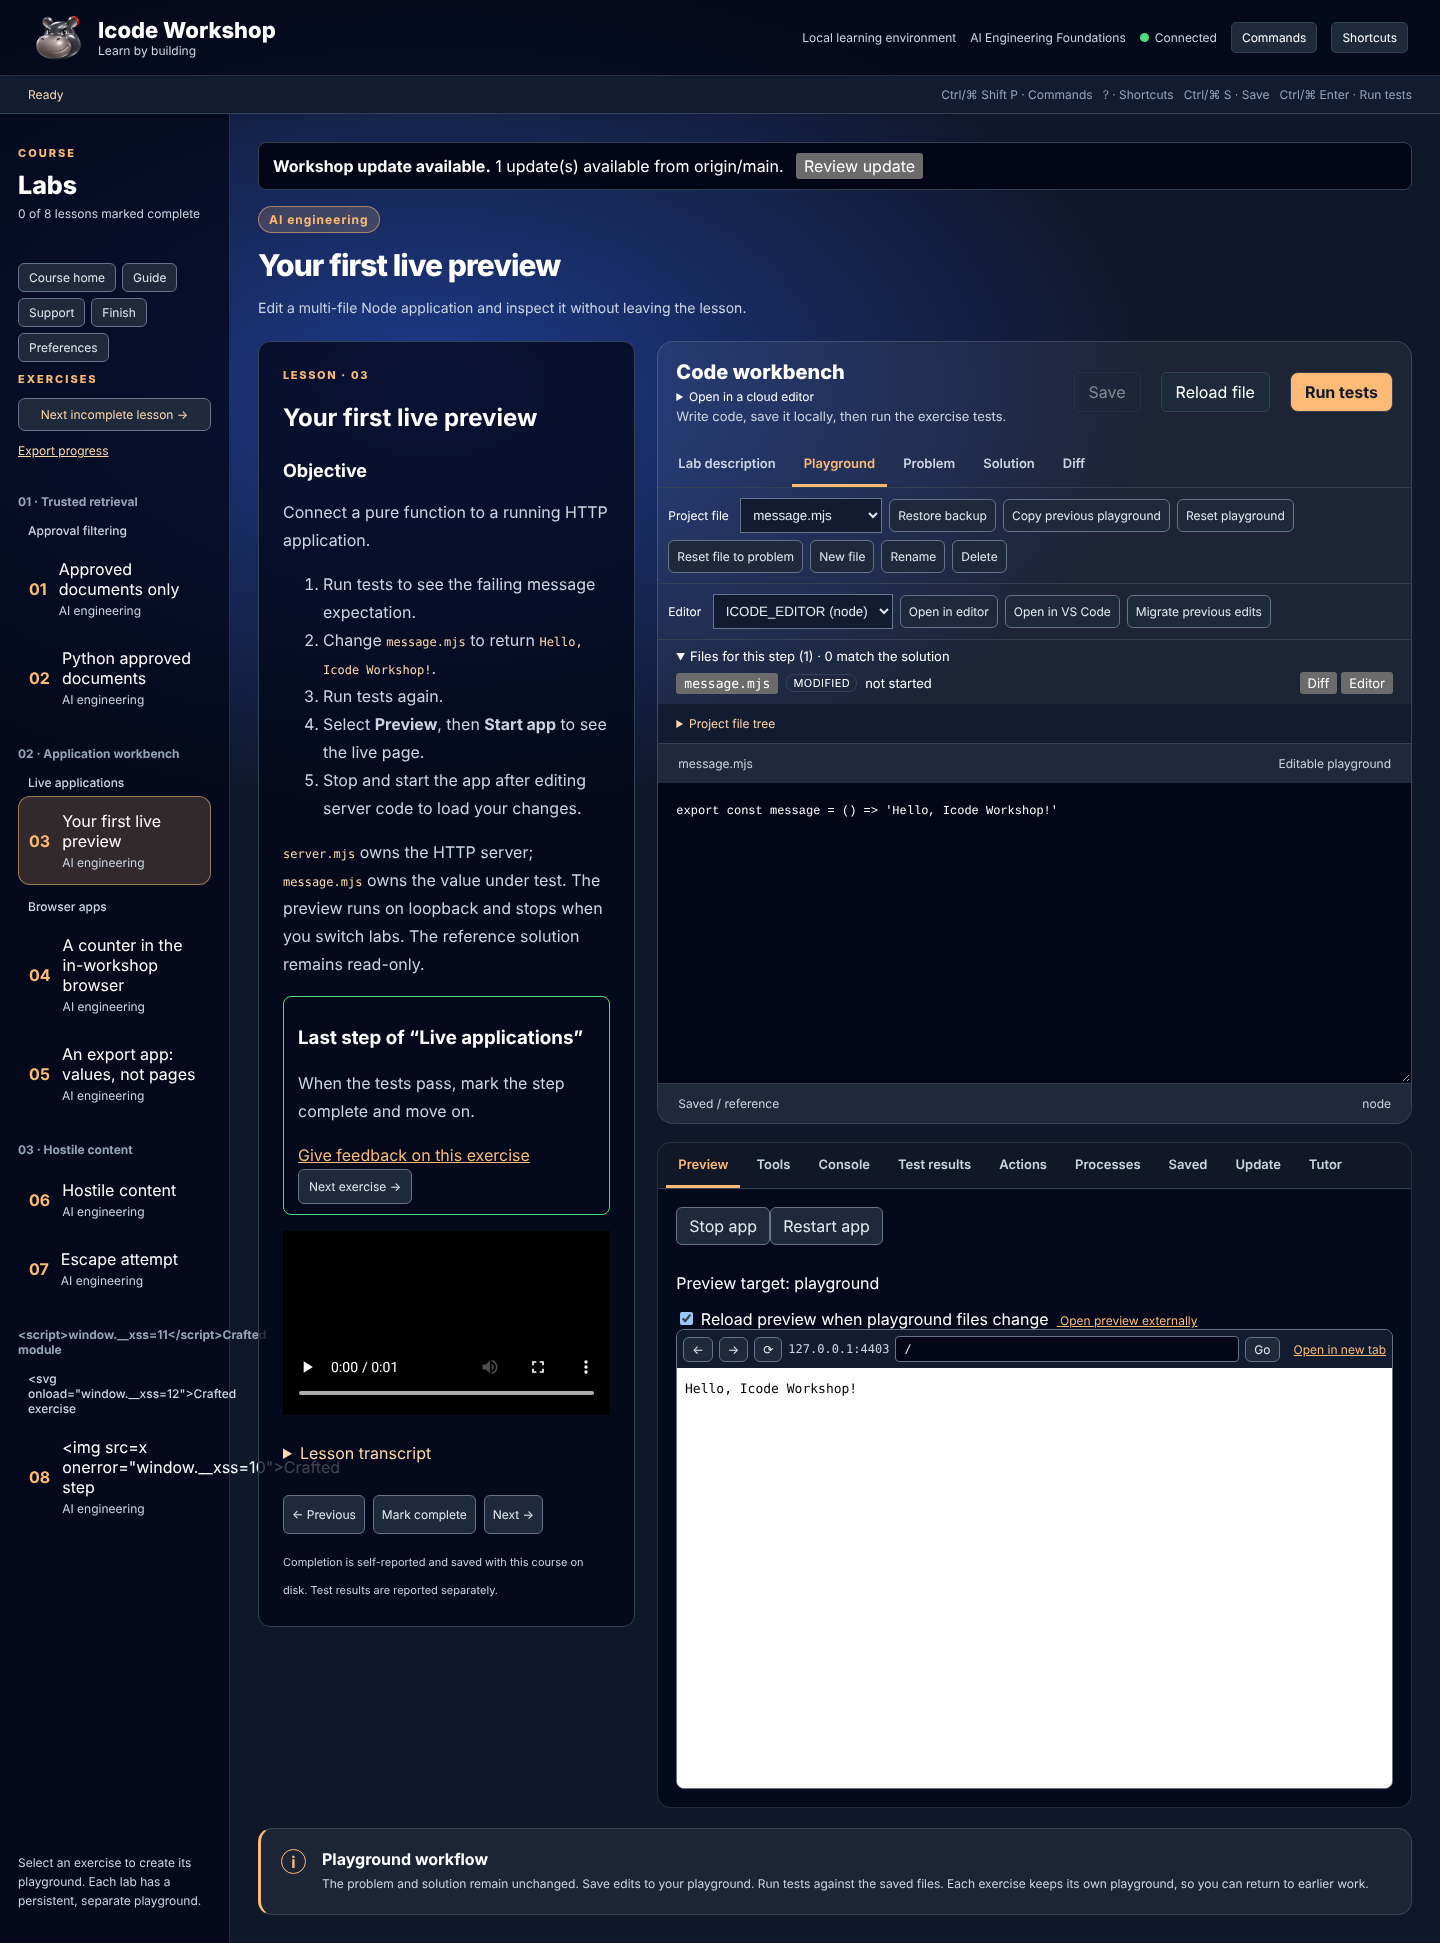 Icode Workshop
Learn by building
Local learning environment
AI Engineering Foundations
Connected
Commands
Shortcuts
Ready
Ctrl/⌘ Shift P · Commands
? · Shortcuts
Ctrl/⌘ S · Save
Ctrl/⌘ Enter · Run tests
COURSE
Labs
0 of 8 lessons marked complete
Course home
Guide
Support
Finish
Preferences
EXERCISES
Next incomplete lesson →
Export progress
01 · Trusted retrieval
Approval filtering
01
Approved
documents only
AI engineering
02
Python approved
documents
AI engineering
02 · Application workbench
Live applications
03
Your first live
preview
AI engineering
Browser apps
04
A counter in the
in-workshop
browser
AI engineering
05
An export app:
values, not pages
AI engineering
03 · Hostile content
06
Hostile content
AI engineering
07
Escape attempt
AI engineering
<script>window.__xss=11</script>Crafted
module
<svg
onload="window.__xss=12">Crafted
exercise
08
<img src=x
onerror="window.__xss=10">Crafted
step
AI engineering
Select an exercise to create its
playground. Each lab has a
persistent, separate playground.
Workshop update available. 1 update(s) available from origin/main.
Review update
AI engineering
Your first live preview
Edit a multi-file Node application and inspect it without leaving the lesson.
LESSON · 03
Your first live preview
Objective
Connect a pure function to a running HTTP
application.
1. Run tests to see the failing message
expectation.
2. Change message.mjs to return Hello,
Icode Workshop!.
3. Run tests again.
4. Select Preview, then Start app to see
the live page.
5. Stop and start the app after editing
server code to load your changes.
server.mjs owns the HTTP server;
message.mjs owns the value under test. The
preview runs on loopback and stops when
you switch labs. The reference solution
remains read-only.
Last step of “Live applications”
When the tests pass, mark the step
complete and move on.
Give feedback on this exercise
Next exercise →
0:00 / 0:01
▶ Lesson transcript
← Previous
Mark complete
Next →
Completion is self-reported and saved with this course on
disk. Test results are reported separately.
Code workbench
▶ Open in a cloud editor
Write code, save it locally, then run the exercise tests.
Save
Reload file
Run tests
Lab description
Playground
Problem
Solution
Diff
Project file
message.mjs
Restore backup
Copy previous playground
Reset playground
Reset file to problem
New file
Rename
Delete
Editor
ICODE_EDITOR (node)
Open in editor
Open in VS Code
Migrate previous edits
▼ Files for this step (1) · 0 match the solution
message.mjs
MODIFIED
not started
Diff
Editor
▶ Project file tree
message.mjs
Editable playground
export const message = () => 'Hello, Icode Workshop!'
Saved / reference
node
Preview
Tools
Console
Test results
Actions
Processes
Saved
Update
Tutor
Stop app
Restart app
Preview target: playground
Reload preview when playground files change
Open preview externally
←
→
⟳
127.0.0.1:4403
/
Go
Open in new tab
Hello, Icode Workshop!
i
Playground workflow
The problem and solution remain unchanged. Save edits to your playground. Run tests against the saved files. Each exercise keeps its own playground, so you can return to earlier work.